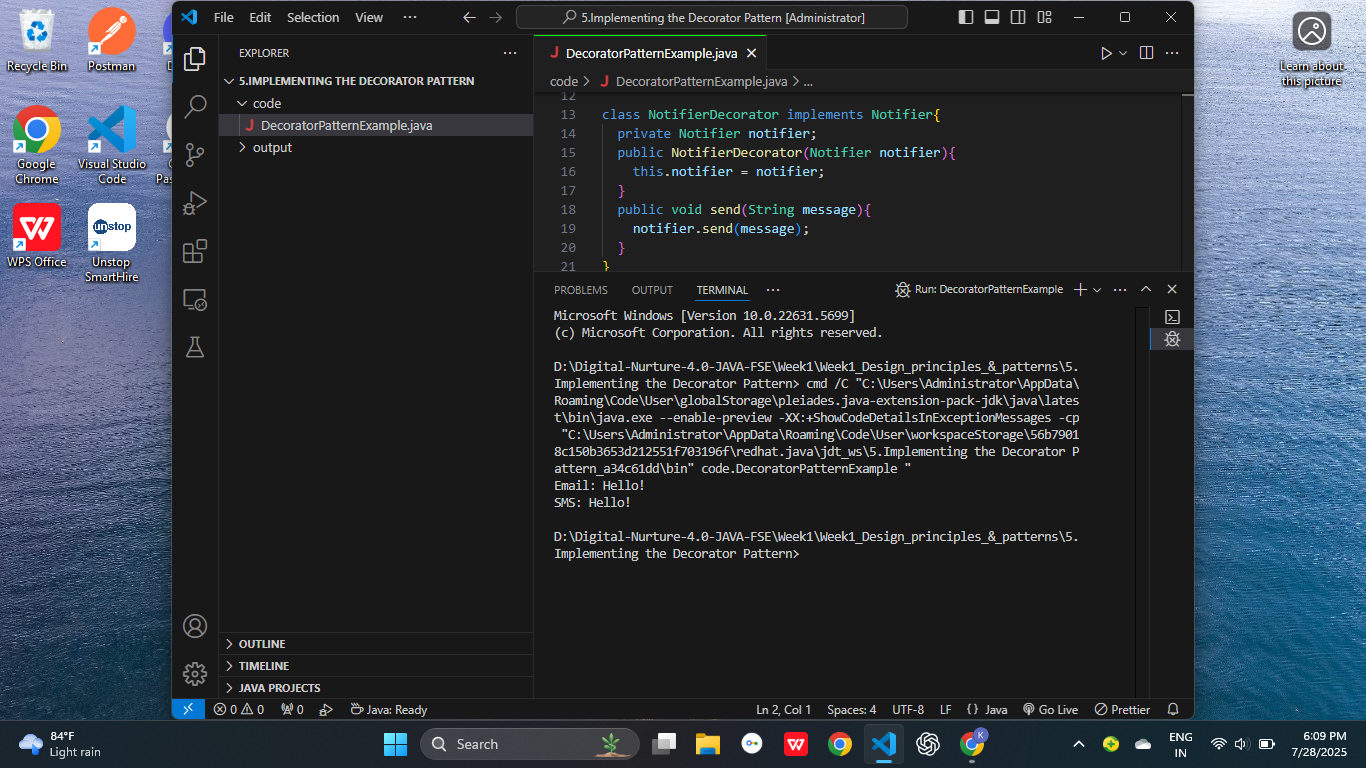 Recycle Bin
Postman
Google Chrome
Visual Studio Code
WPS Office
unstop
Unstop SmartHire
Learn about this picture
File Edit Selection View ···
5.Implementing the Decorator Pattern [Administrator]
EXPLORER ···
5.IMPLEMENTING THE DECORATOR PATTERN
code
J DecoratorPatternExample.java
output
OUTLINE
TIMELINE
JAVA PROJECTS
J DecoratorPatternExample.java
code > J DecoratorPatternExample.java > ...
12
13 class NotifierDecorator implements Notifier{
14 private Notifier notifier;
15 public NotifierDecorator(Notifier notifier){
16 this.notifier = notifier;
17 }
18 public void send(String message){
19 notifier.send(message);
20 }
21 }
PROBLEMS OUTPUT TERMINAL ··· Run: DecoratorPatternExample
Microsoft Windows [Version 10.0.22631.5699]
(c) Microsoft Corporation. All rights reserved.
D:\Digital-Nurture-4.0-JAVA-FSE\Week1\Week1_Design_principles_&_patterns\5.
Implementing the Decorator Pattern> cmd /C "C:\Users\Administrator\AppData\
Roaming\Code\User\globalStorage\pleiades.java-extension-pack-jdk\java\lates
t\bin\java.exe --enable-preview -XX:+ShowCodeDetailsInExceptionMessages -cp
"C:\Users\Administrator\AppData\Roaming\Code\User\workspaceStorage\56b7901
8c150b3653d212551f703196f\redhat.java\jdt_ws\5.Implementing the Decorator P
attern_a34c61dd\bin" code.DecoratorPatternExample "
Email: Hello!
SMS: Hello!
D:\Digital-Nurture-4.0-JAVA-FSE\Week1\Week1_Design_principles_&_patterns\5.
Implementing the Decorator Pattern>
0 0 0 Java: Ready Ln 2, Col 1 Spaces: 4 UTF-8 LF {} Java Go Live Prettier
84°F
Light rain
Search
K
ENG
IN
6:09 PM
7/28/2025